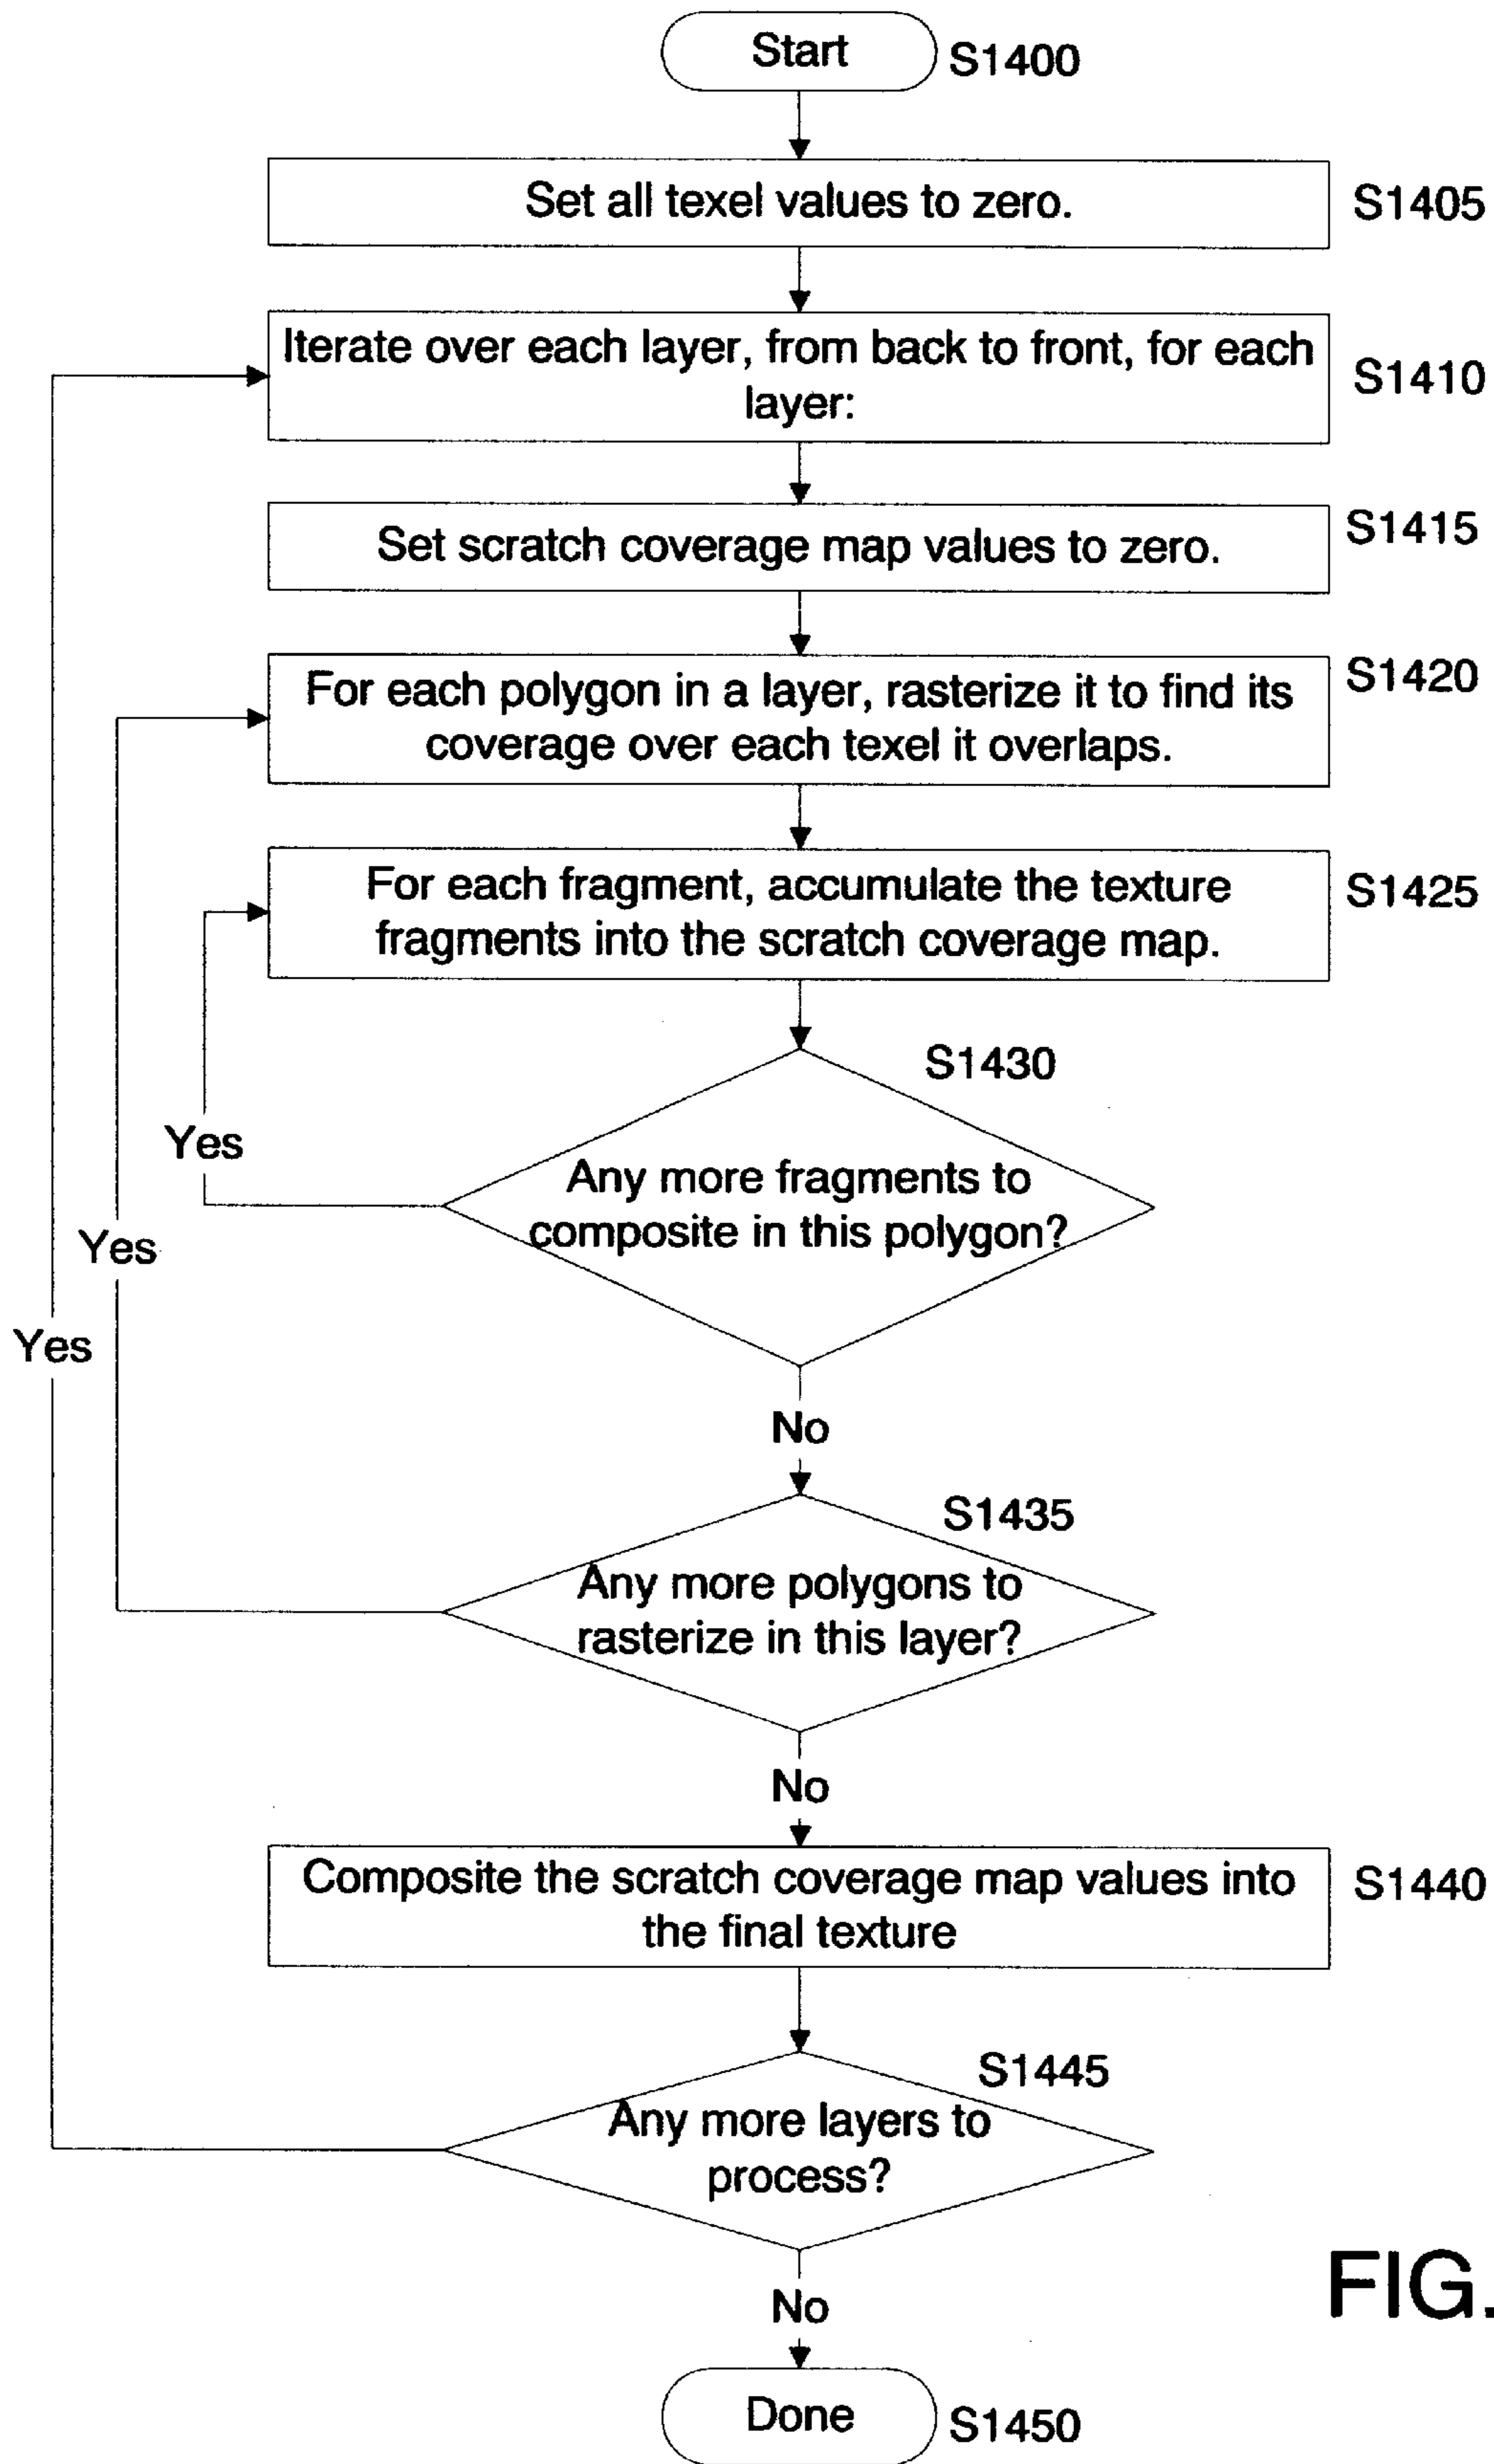 Start
S1400
Set all texel values to zero.
S1405
Iterate over each layer, from back to front, for each
layer:
S1410
Set scratch coverage map values to zero.
S1415
For each polygon in a layer, rasterize it to find its
coverage over each texel it overlaps.
S1420
For each fragment, accumulate the texture
fragments into the scratch coverage map.
S1425
S1430
Any more fragments to
composite in this polygon?
Yes
Yes
Yes
No
S1435
Any more polygons to
rasterize in this layer?
No
Composite the scratch coverage map values into
the final texture
S1440
S1445
Any more layers to
process?
No
FIG.
Done
S1450